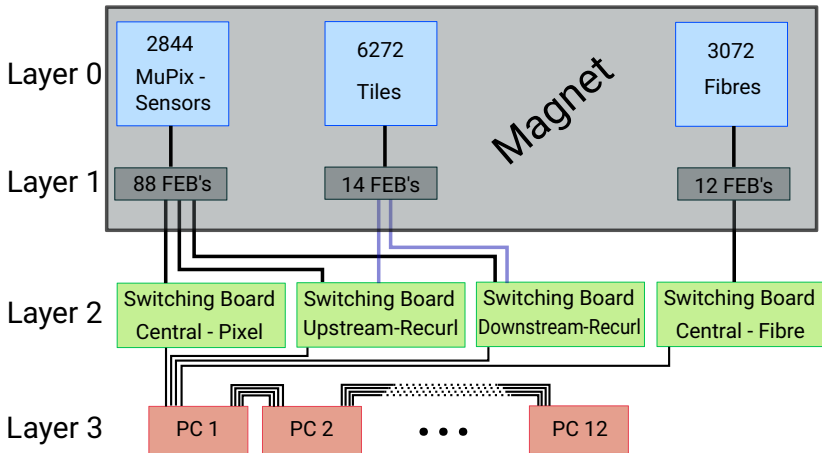 Layer 0
2844
MuPix -
Sensors
6272
Tiles
Magnet
3072
Fibres
Layer 1
88 FEB's
14 FEB's
12 FEB's
Layer 2
Switching Board
Central - Pixel
Switching Board
Upstream-Recurl
Switching Board
Downstream-Recurl
Switching Board
Central - Fibre
Layer 3
PC 1
PC 2
•••
PC 12